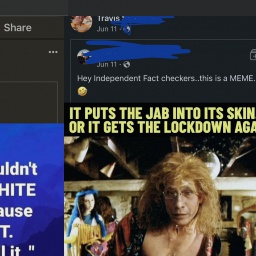 Share
Travis
Jun 11
Jun 11
Hey Independent Fact checkers..this is a MEME.
IT PUTS THE JAB INTO ITS SKIN
OR IT GETS THE LOCKDOWN AGA
uldn't
HITE
ause
T.
l it. "